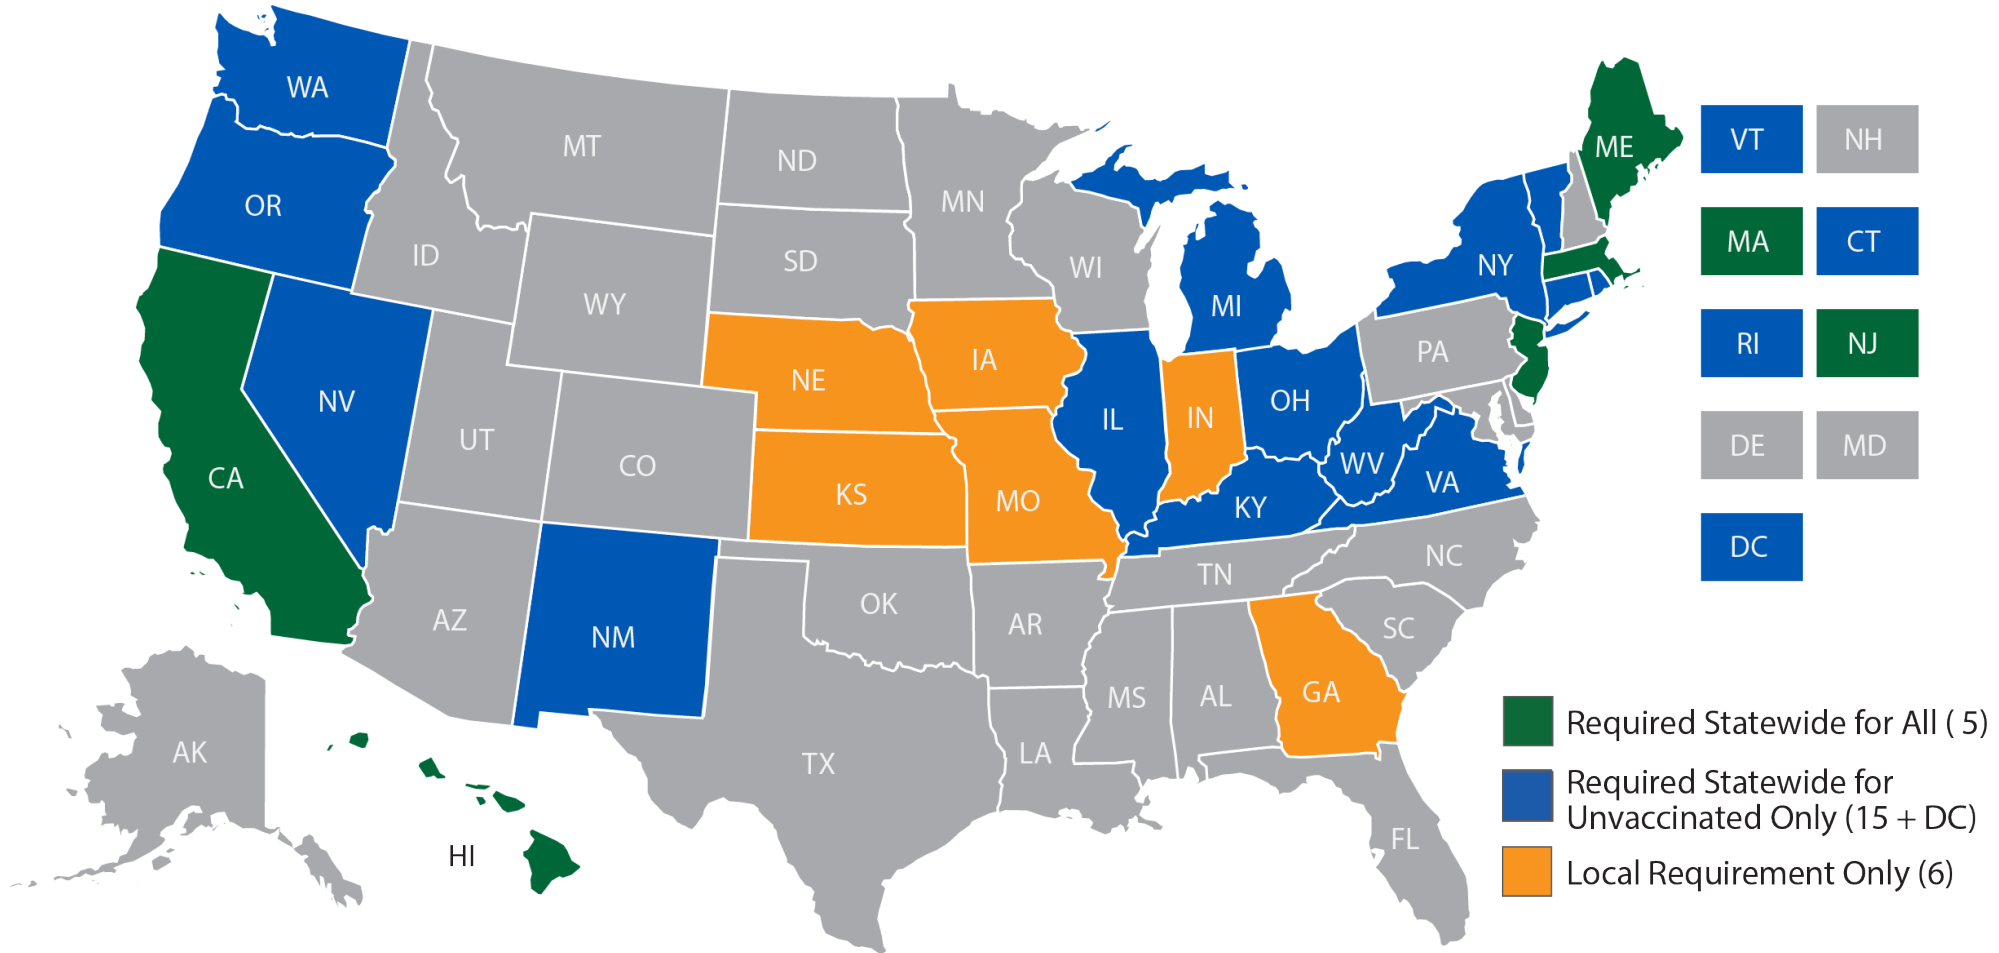 WA
MT
ND
MN
ME
VT
NH
OR
ID
SD
WI
NY
MA
CT
WY
MI
PA
RI
NJ
NE
IA
NV
UT
CO
KS
MO
IL
IN
OH
WV
VA
KY
DE
MD
CA
DC
AZ
NM
OK
AR
TN
NC
SC
MS
AL
GA
TX
LA
FL
AK
HI
Required Statewide for All ( 5)
Required Statewide for
Unvaccinated Only (15 + DC)
Local Requirement Only (6)